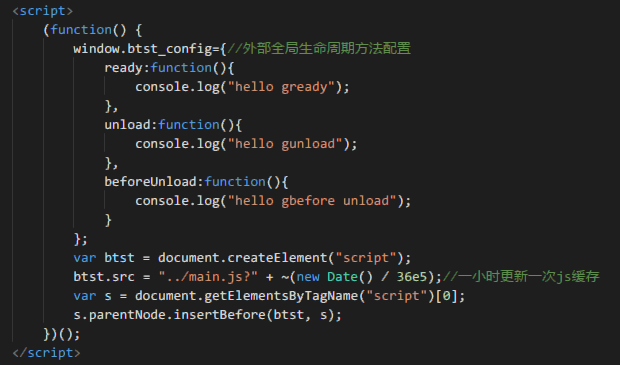 <script>
(function() {
window.btst_config={//外部全局生命周期方法配置
ready:function(){
console.log("hello gready");
},
unload:function(){
console.log("hello gunload");
},
beforeUnload:function(){
console.log("hello gbefore unload");
}
};
var btst = document.createElement("script");
btst.src = "../main.js?" + ~(new Date() / 36e5);//一小时更新一次js缓存
var s = document.getElementsByTagName("script")[0];
s.parentNode.insertBefore(btst, s);
})();
</script>